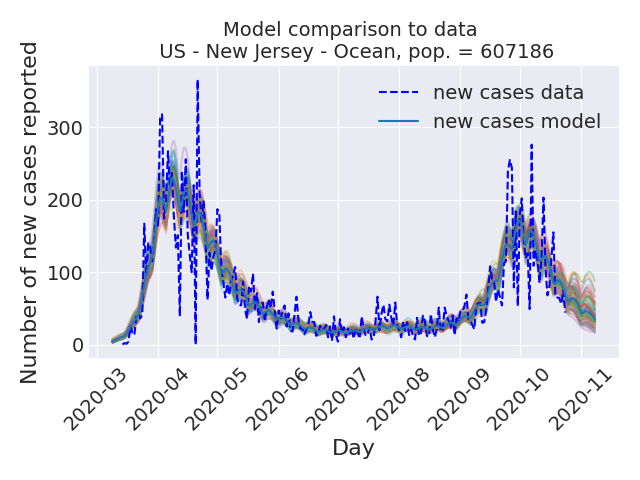 Model comparison to data
US - New Jersey - Ocean, pop. = 607186
new cases data
new cases model
Number of new cases reported
300
200
100
0
2020-03
2020-04
2020-05
2020-06
2020-07
2020-08
2020-09
2020-10
2020-11
Day